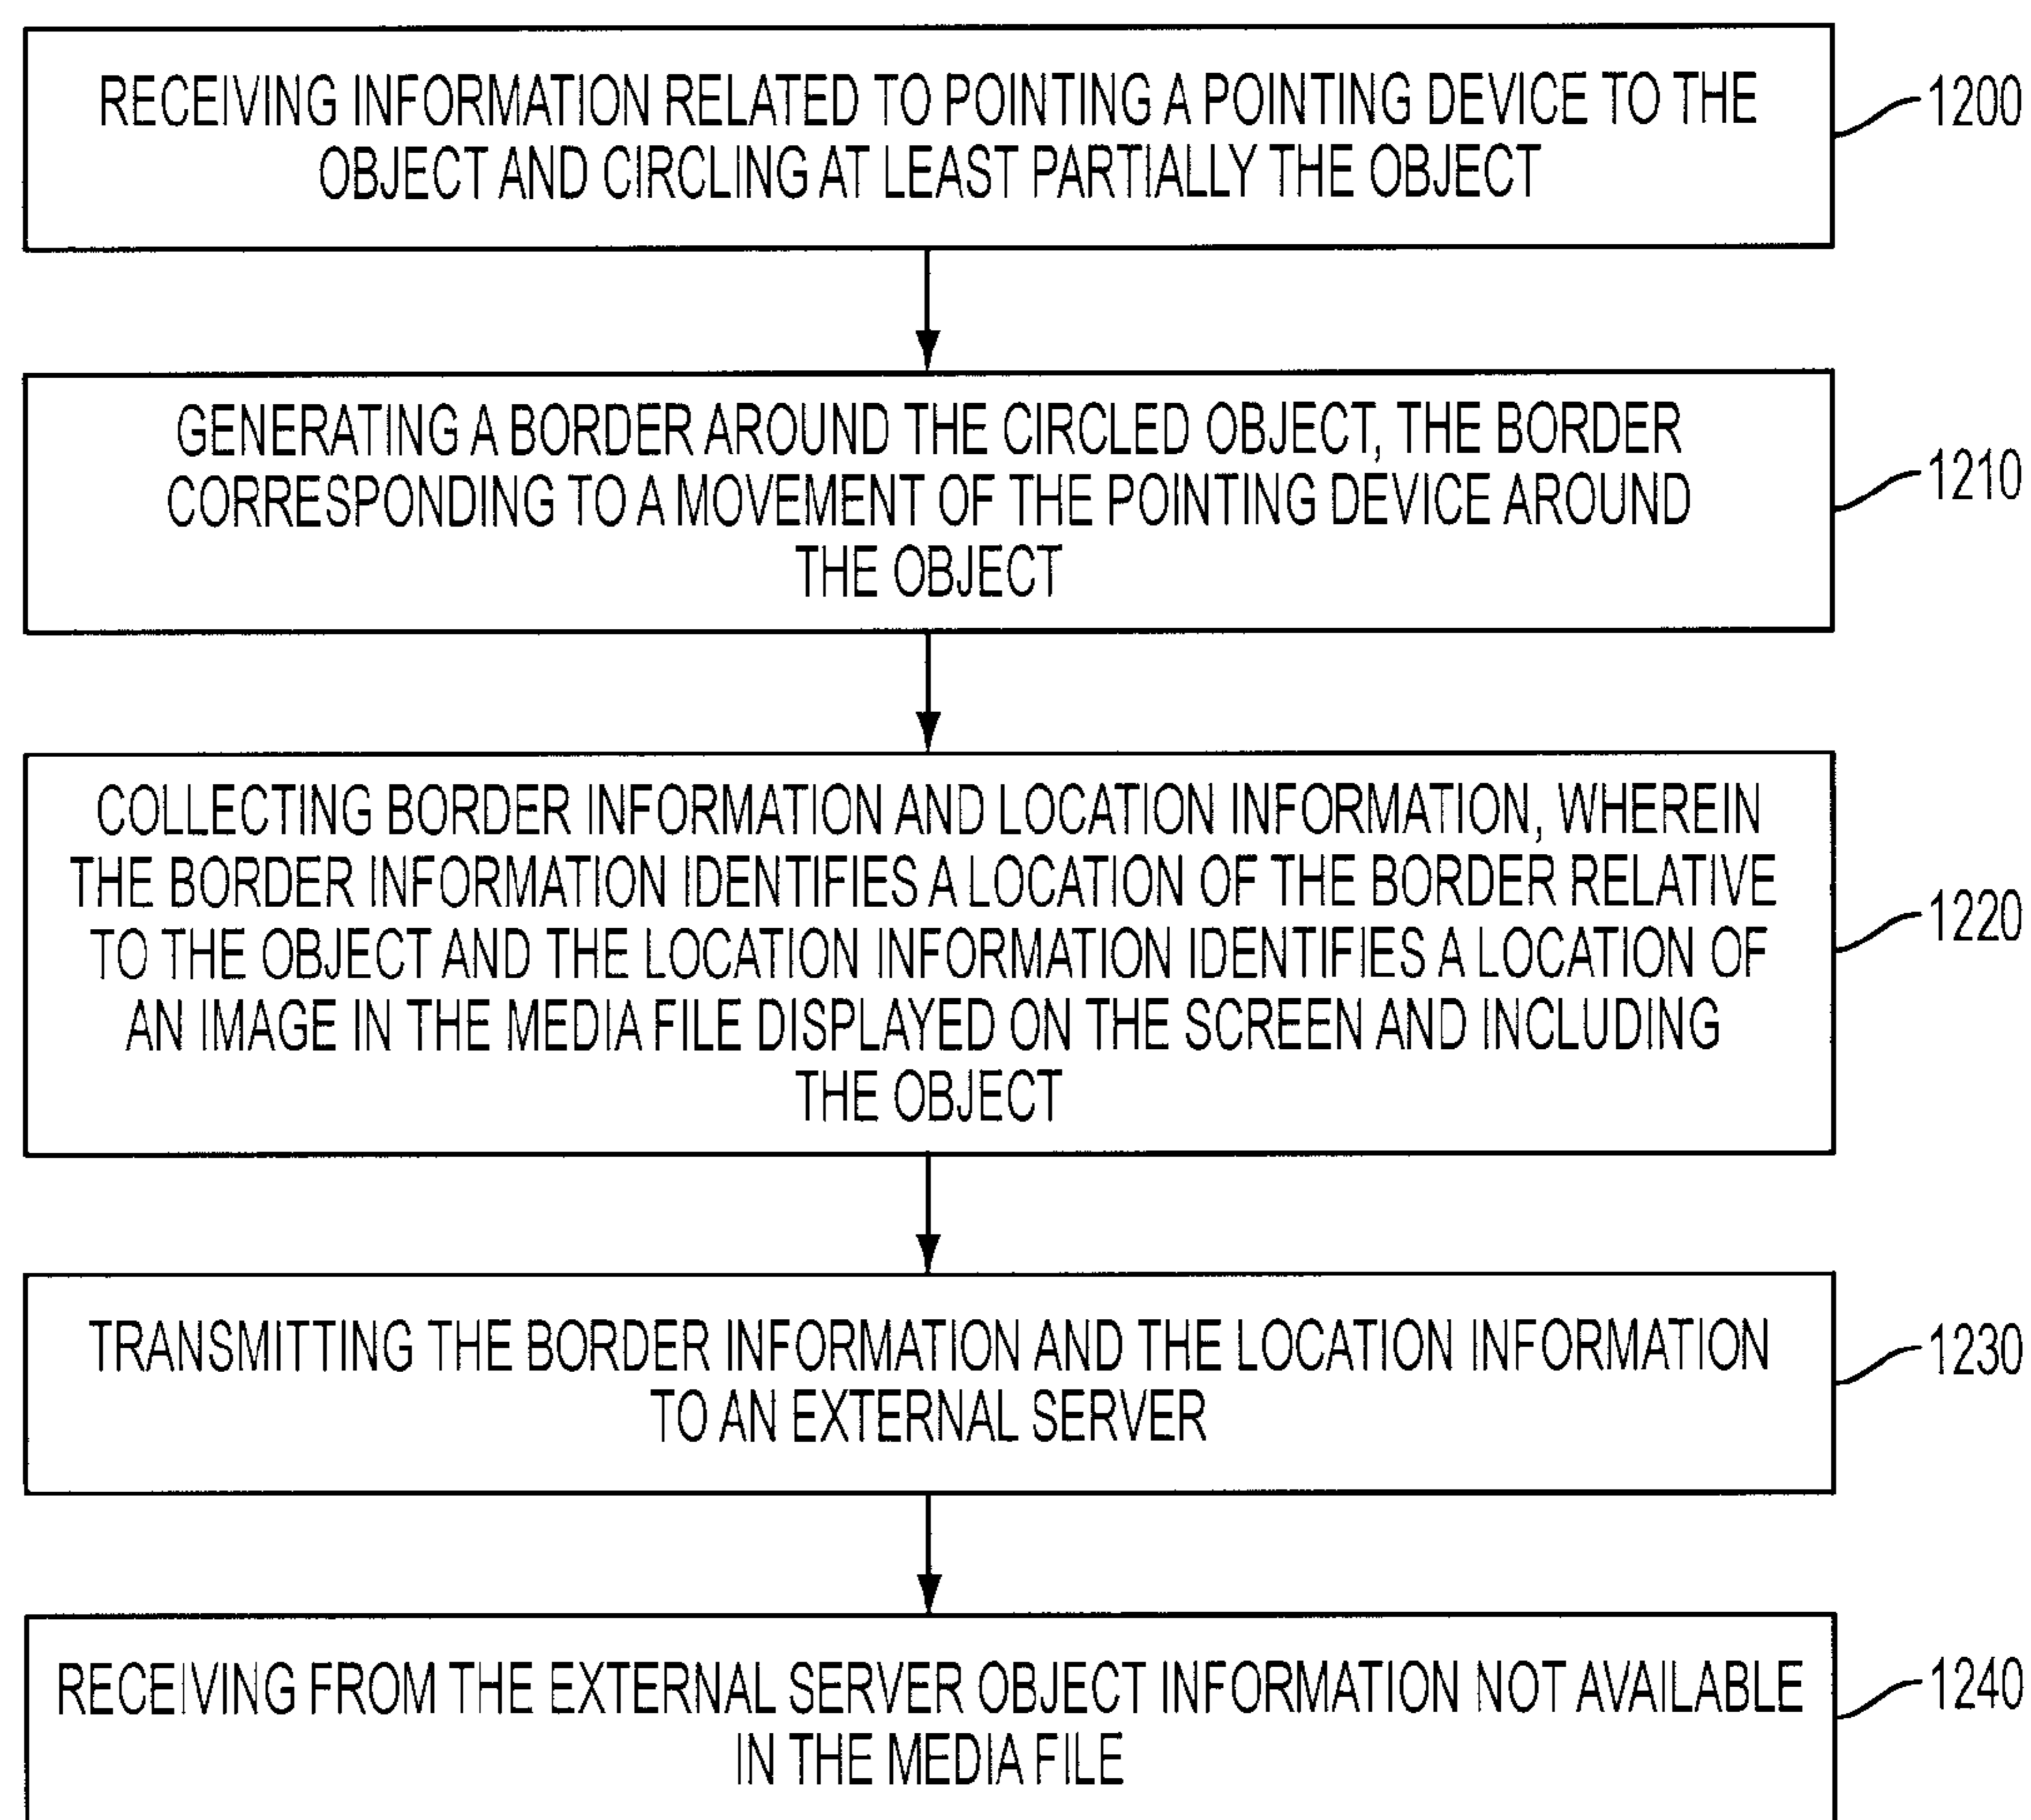 RECEIVING INFORMATION RELATED TO POINTING A POINTING DEVICE TO THE
OBJECT AND CIRCLING AT LEAST PARTIALLY THE OBJECT
1200
GENERATING A BORDER AROUND THE CIRCLED OBJECT, THE BORDER
CORRESPONDING TO A MOVEMENT OF THE POINTING DEVICE AROUND
THE OBJECT
1210
COLLECTING BORDER INFORMATION AND LOCATION INFORMATION, WHEREIN
THE BORDER INFORMATION IDENTIFIES A LOCATION OF THE BORDER RELATIVE
TO THE OBJECT AND THE LOCATION INFORMATION IDENTIFIES A LOCATION OF
AN IMAGE IN THE MEDIA FILE DISPLAYED ON THE SCREEN AND INCLUDING
THE OBJECT
1220
TRANSMITTING THE BORDER INFORMATION AND THE LOCATION INFORMATION
TO AN EXTERNAL SERVER
1230
RECEIVING FROM THE EXTERNAL SERVER OBJECT INFORMATION NOT AVAILABLE
IN THE MEDIA FILE
1240